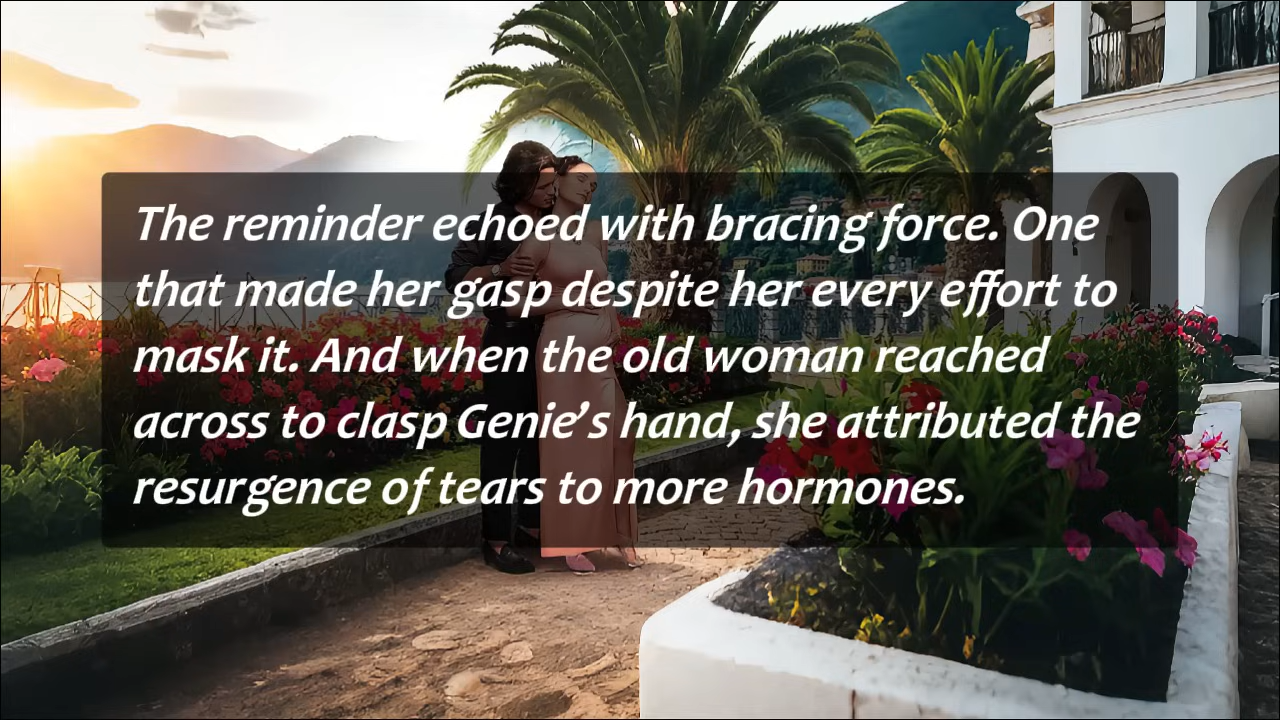 The reminder echoed with bracing force. One
that made her gasp despite her every effort to
mask it. And when the old woman reached
across to clasp Genie’s hand, she attributed the
resurgence of tears to more hormones.